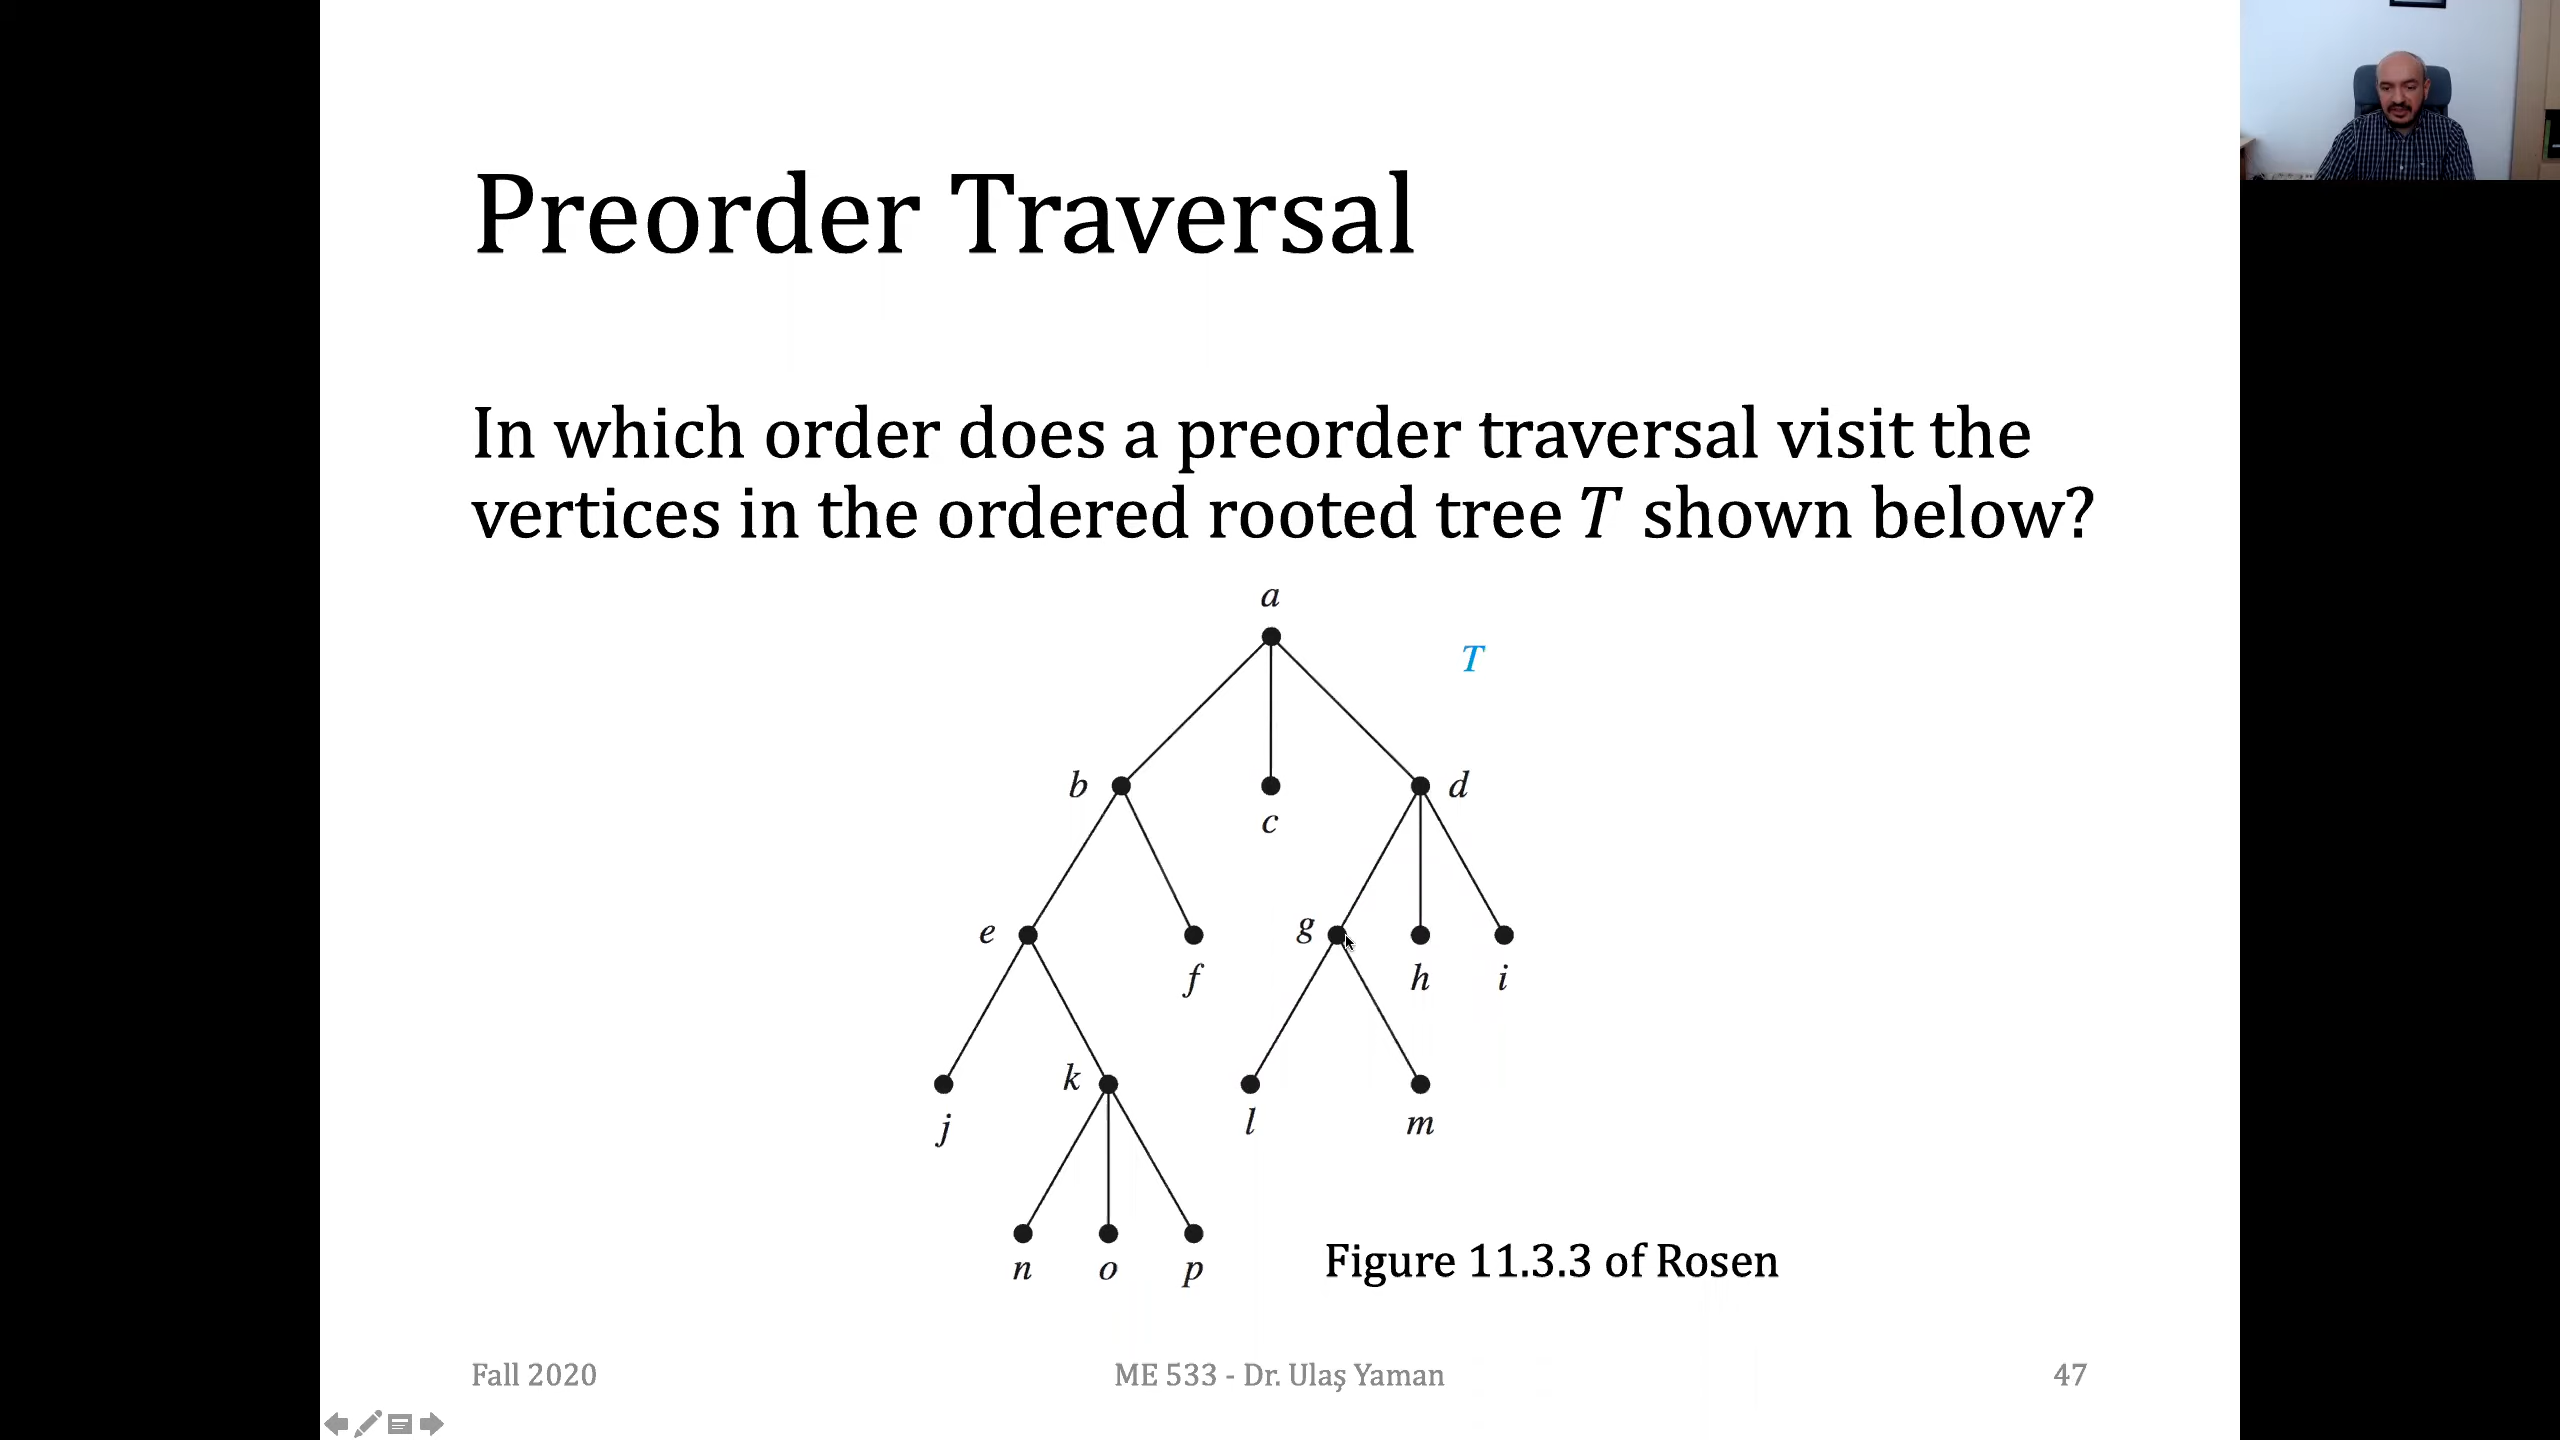 Preorder Traversal
In which order does a preorder traversal visit the
vertices in the ordered rooted tree T shown below?
a
T
b
c
d
e
f
g
h
i
j
k
l
m
n
o
p
Figure 11.3.3 of Rosen
Fall 2020
ME 533 - Dr. Ulaş Yaman
47